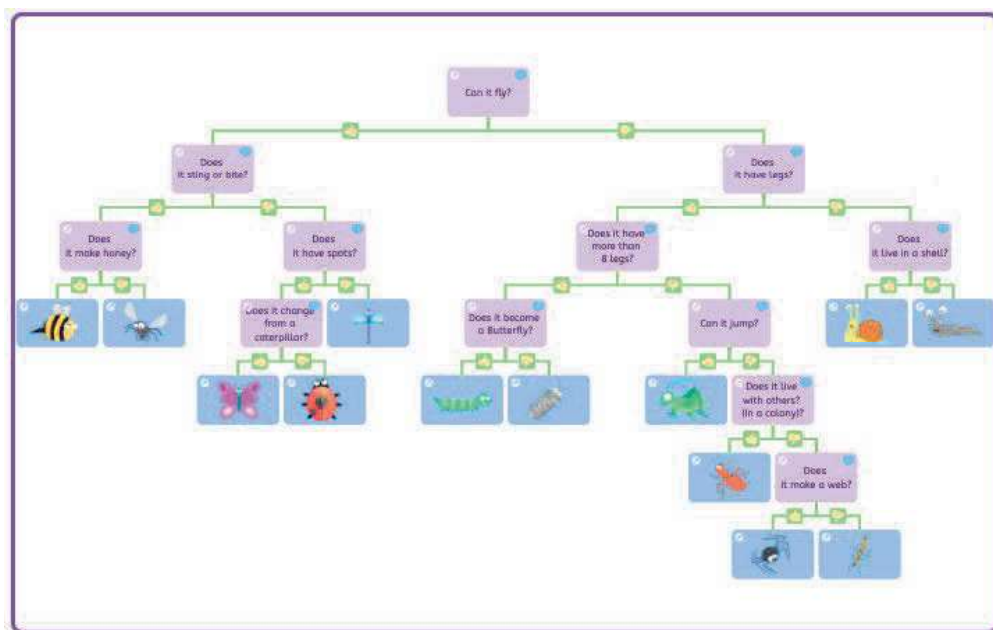 Can it fly?
Does
it sting or bite?
Does
it have legs?
Does
it make honey?
Does
it have spots?
Does it have
more than
8 legs?
Does
it live in a shell?
Does it change
from a
caterpillar?
Does it become
a Butterfly?
Can it jump?
Does it live
with others?
(in a colony)?
Does
it make a web?